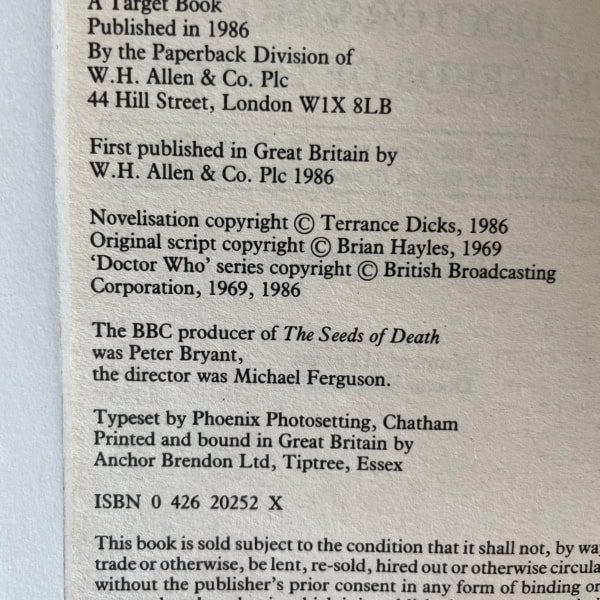 A Target Book
Published in 1986
By the Paperback Division of
W.H. Allen & Co. Plc
44 Hill Street, London W1X 8LB
First published in Great Britain by
W.H. Allen & Co. Plc 1986
Novelisation copyright © Terrance Dicks, 1986
Original script copyright © Brian Hayles, 1969
‘Doctor Who’ series copyright © British Broadcasting
Corporation, 1969, 1986
The BBC producer of The Seeds of Death
was Peter Bryant,
the director was Michael Ferguson.
Typeset by Phoenix Photosetting, Chatham
Printed and bound in Great Britain by
Anchor Brendon Ltd, Tiptree, Essex
ISBN 0 426 20252 X
This book is sold subject to the condition that it shall not, by wa
trade or otherwise, be lent, re-sold, hired out or otherwise circula
without the publisher's prior consent in any form of binding or